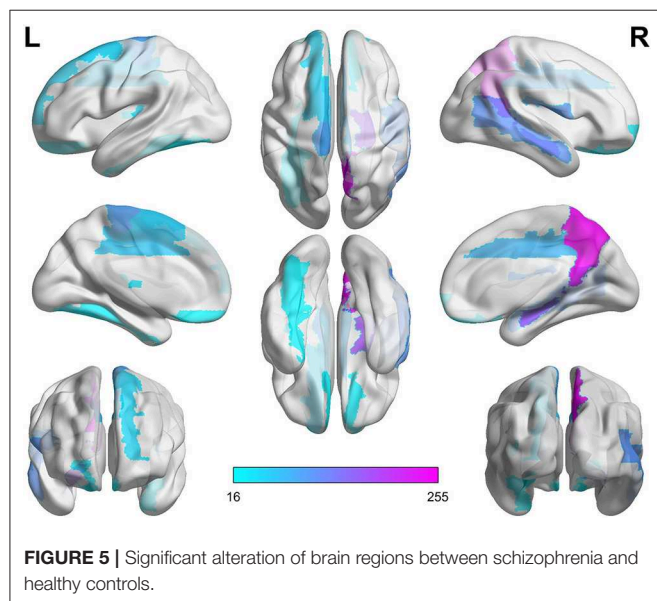 L
R
16
255
FIGURE 5 | Significant alteration of brain regions between schizophrenia and
healthy controls.